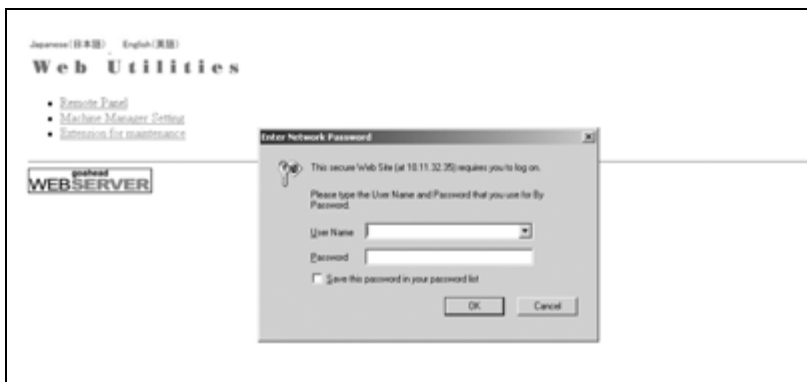 Japanese(日本語) English(英語)
Web Utilities
Remote Panel
Machine Manager Setting
Extension for maintenance
goahead
WEBSERVER
Enter Network Password
This secure Web Site (at 10.11.32.35) requires you to log on.
Please type the User Name and Password that you use for By
Password.
User Name
Password
Save this password in your password list
OK Cancel